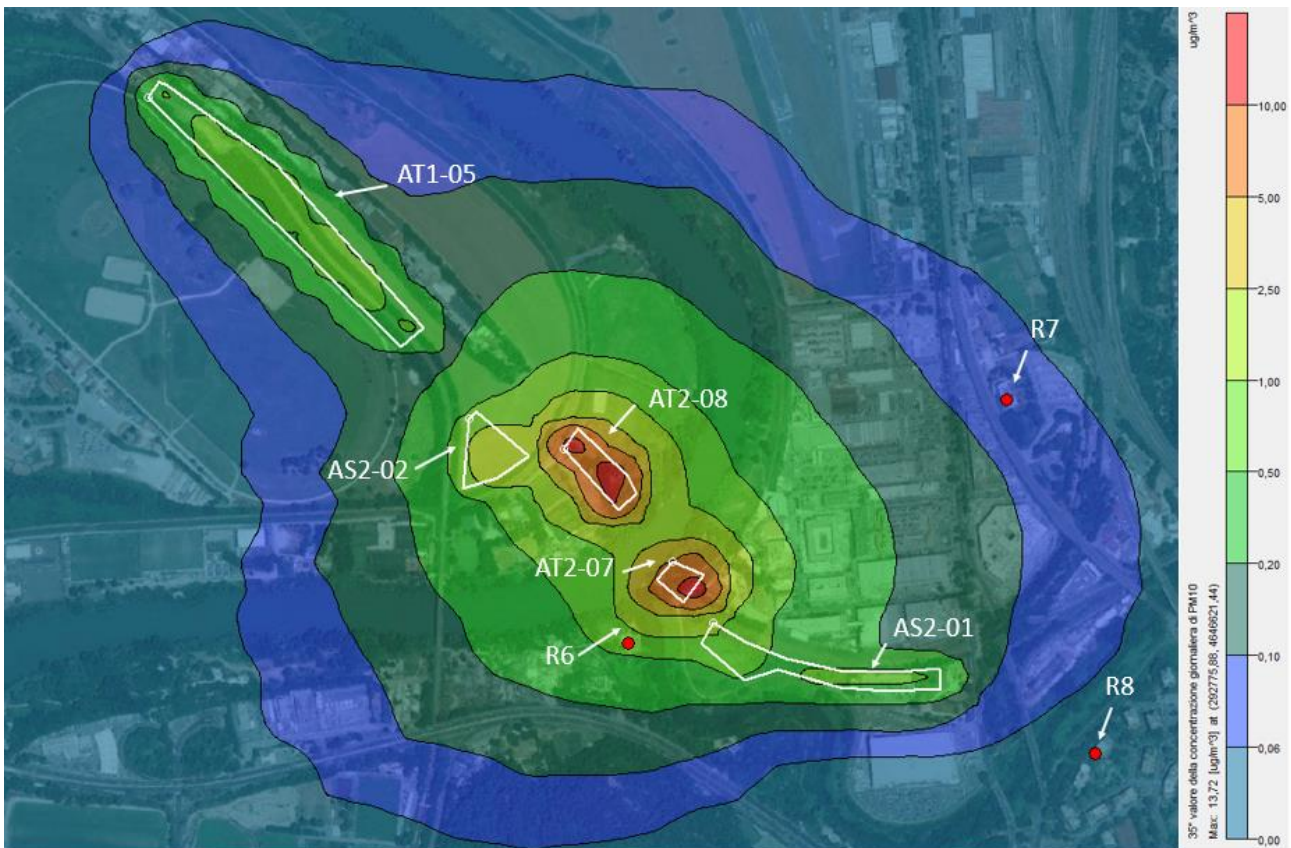 AT1-05
R7
AT2-08
AS2-02
AT2-07
R6
AS2-01
R8
ug/m^3
10,00
5,00
2,50
1,00
0,50
0,20
0,10
0,06
0,00
35° valore della concentrazione giornaliera di PM10
Max: 13,72 [ug/m^3] at (292775,88, 4646621,44)